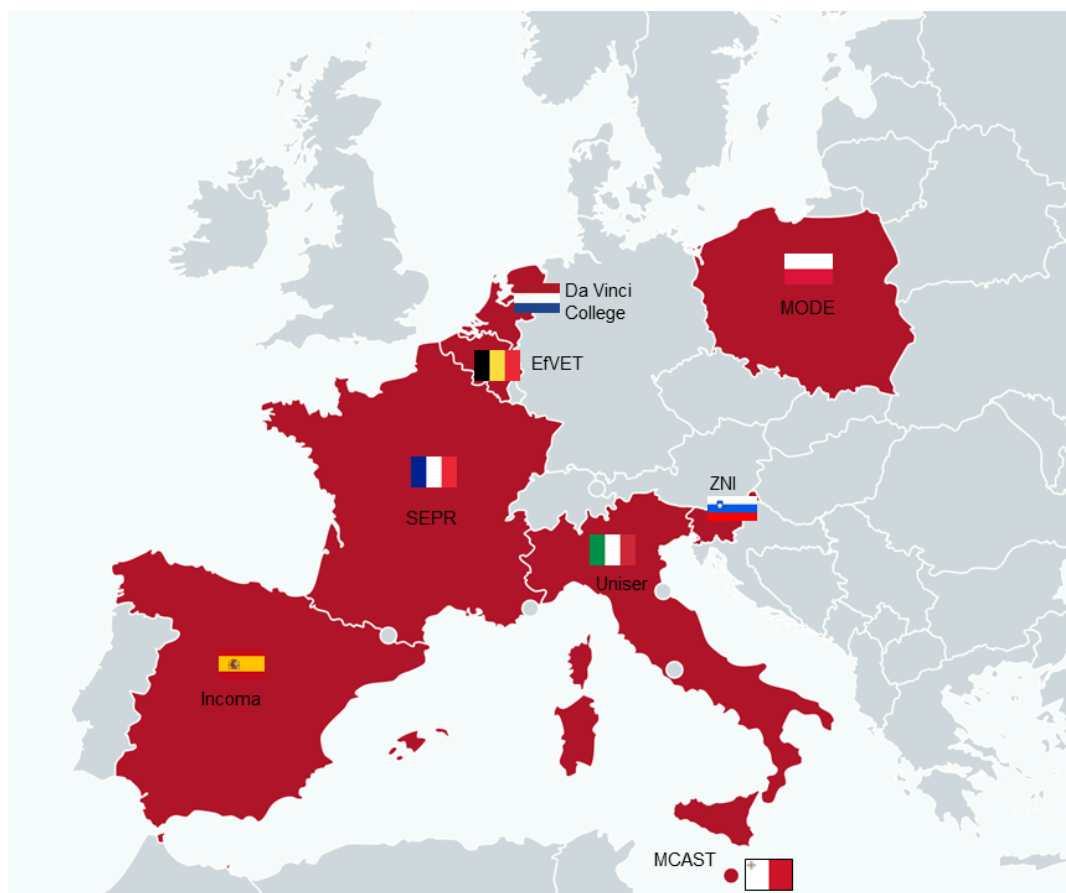 Da Vinci
College
MODE
EfVET
ZNI
SEPR
Uniser
Incoma
MCAST